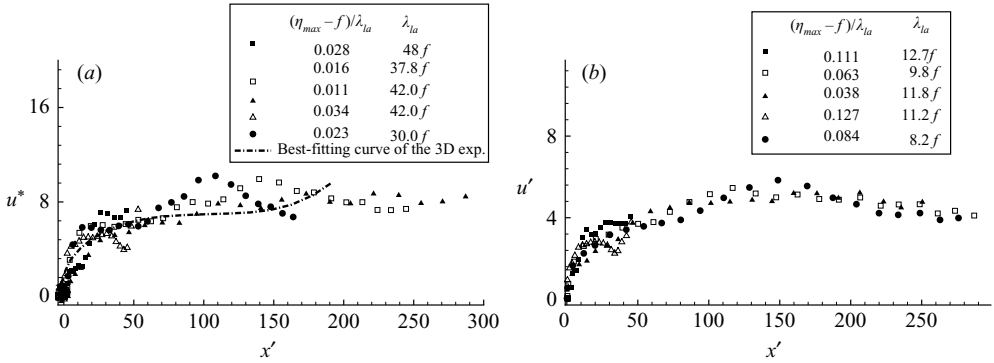 (η_max − f)/λ_la λ_la
0.028 48 f
0.016 37.8 f
0.011 42.0 f
0.034 42.0 f
0.023 30.0 f
Best-fitting curve of the 3D exp.
(a)
16
8
0
u*
0 50 100 150 200 250 300
x′
(η_max − f)/λ_la λ_la
0.111 12.7 f
0.063 9.8 f
0.038 11.8 f
0.127 11.2 f
0.084 8.2 f
(b)
8
4
0
u′
0 50 100 150 200 250
x′